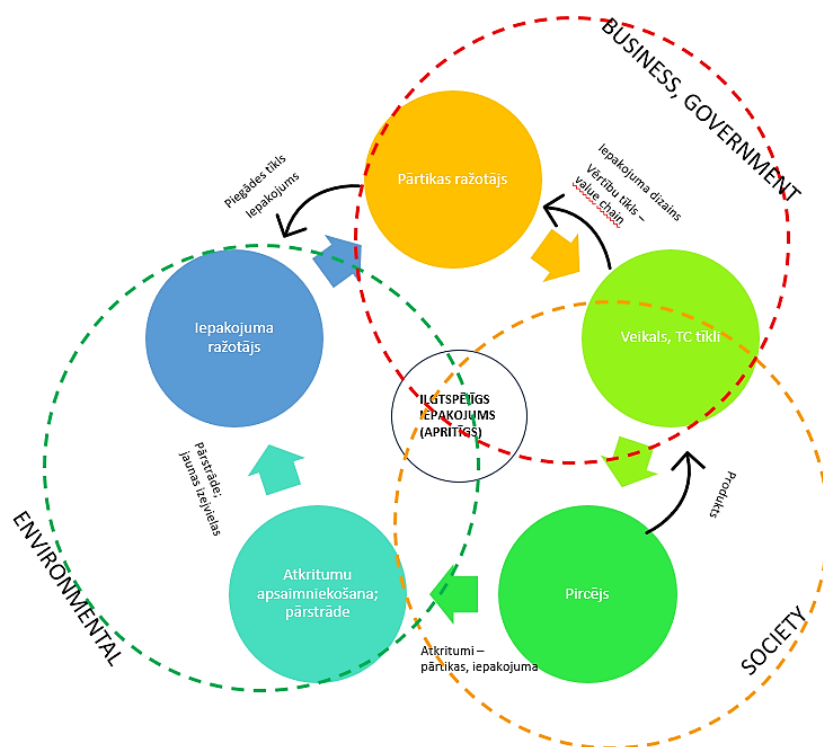 BUSINESS, GOVERNMENT
Pārtikas ražotājs
Piegādes tīkls
Iepakojums
Iepakojuma dizains
Vērtību tīkls –
value chain
Iepakojuma
ražotājs
Veikals, TC tīkli
ILGTSPĒJĪGS
IEPAKOJUMS
(APRITĪGS)
Pārstrāde;
jaunas izejvielas
Produkts
ENVIRONMENTAL
Atkritumu
apsaimniekošana;
pārstrāde
Pircējs
Atkritumi –
pārtikas, iepakojuma
SOCIETY